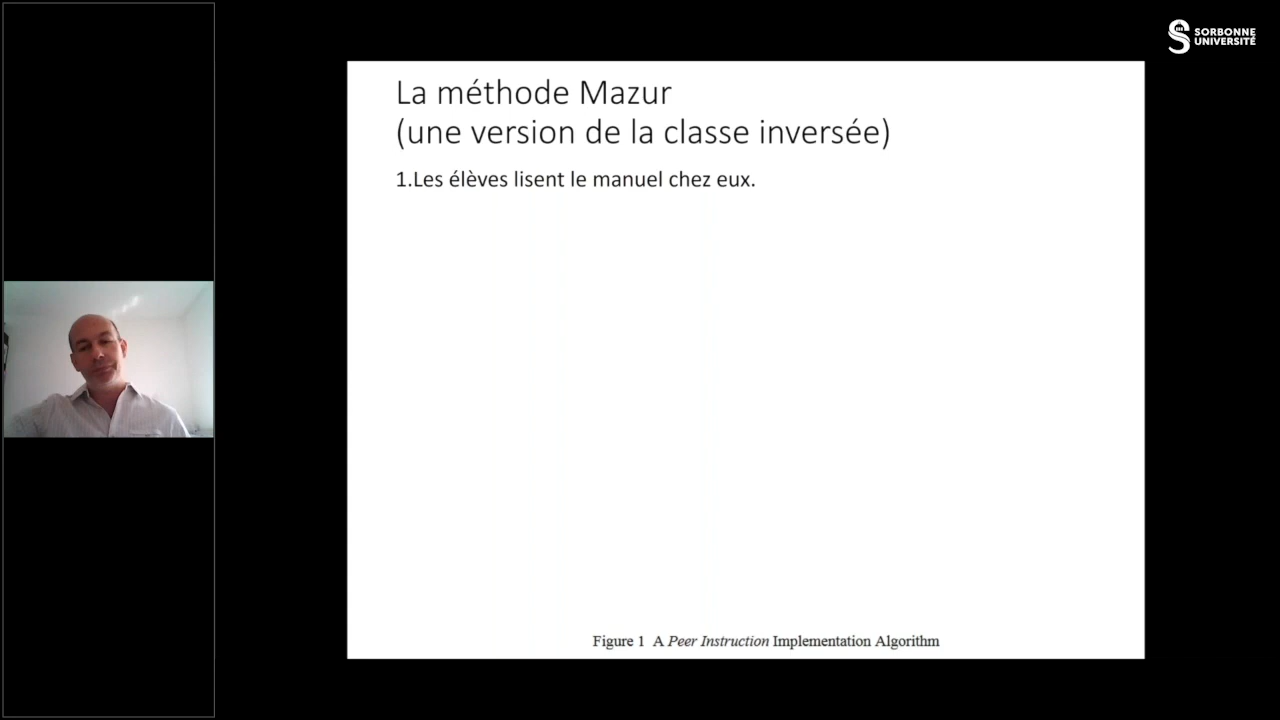 SORBONNE
UNIVERSITÉ
La méthode Mazur
(une version de la classe inversée)
1.Les élèves lisent le manuel chez eux.
Figure 1 A Peer Instruction Implementation Algorithm